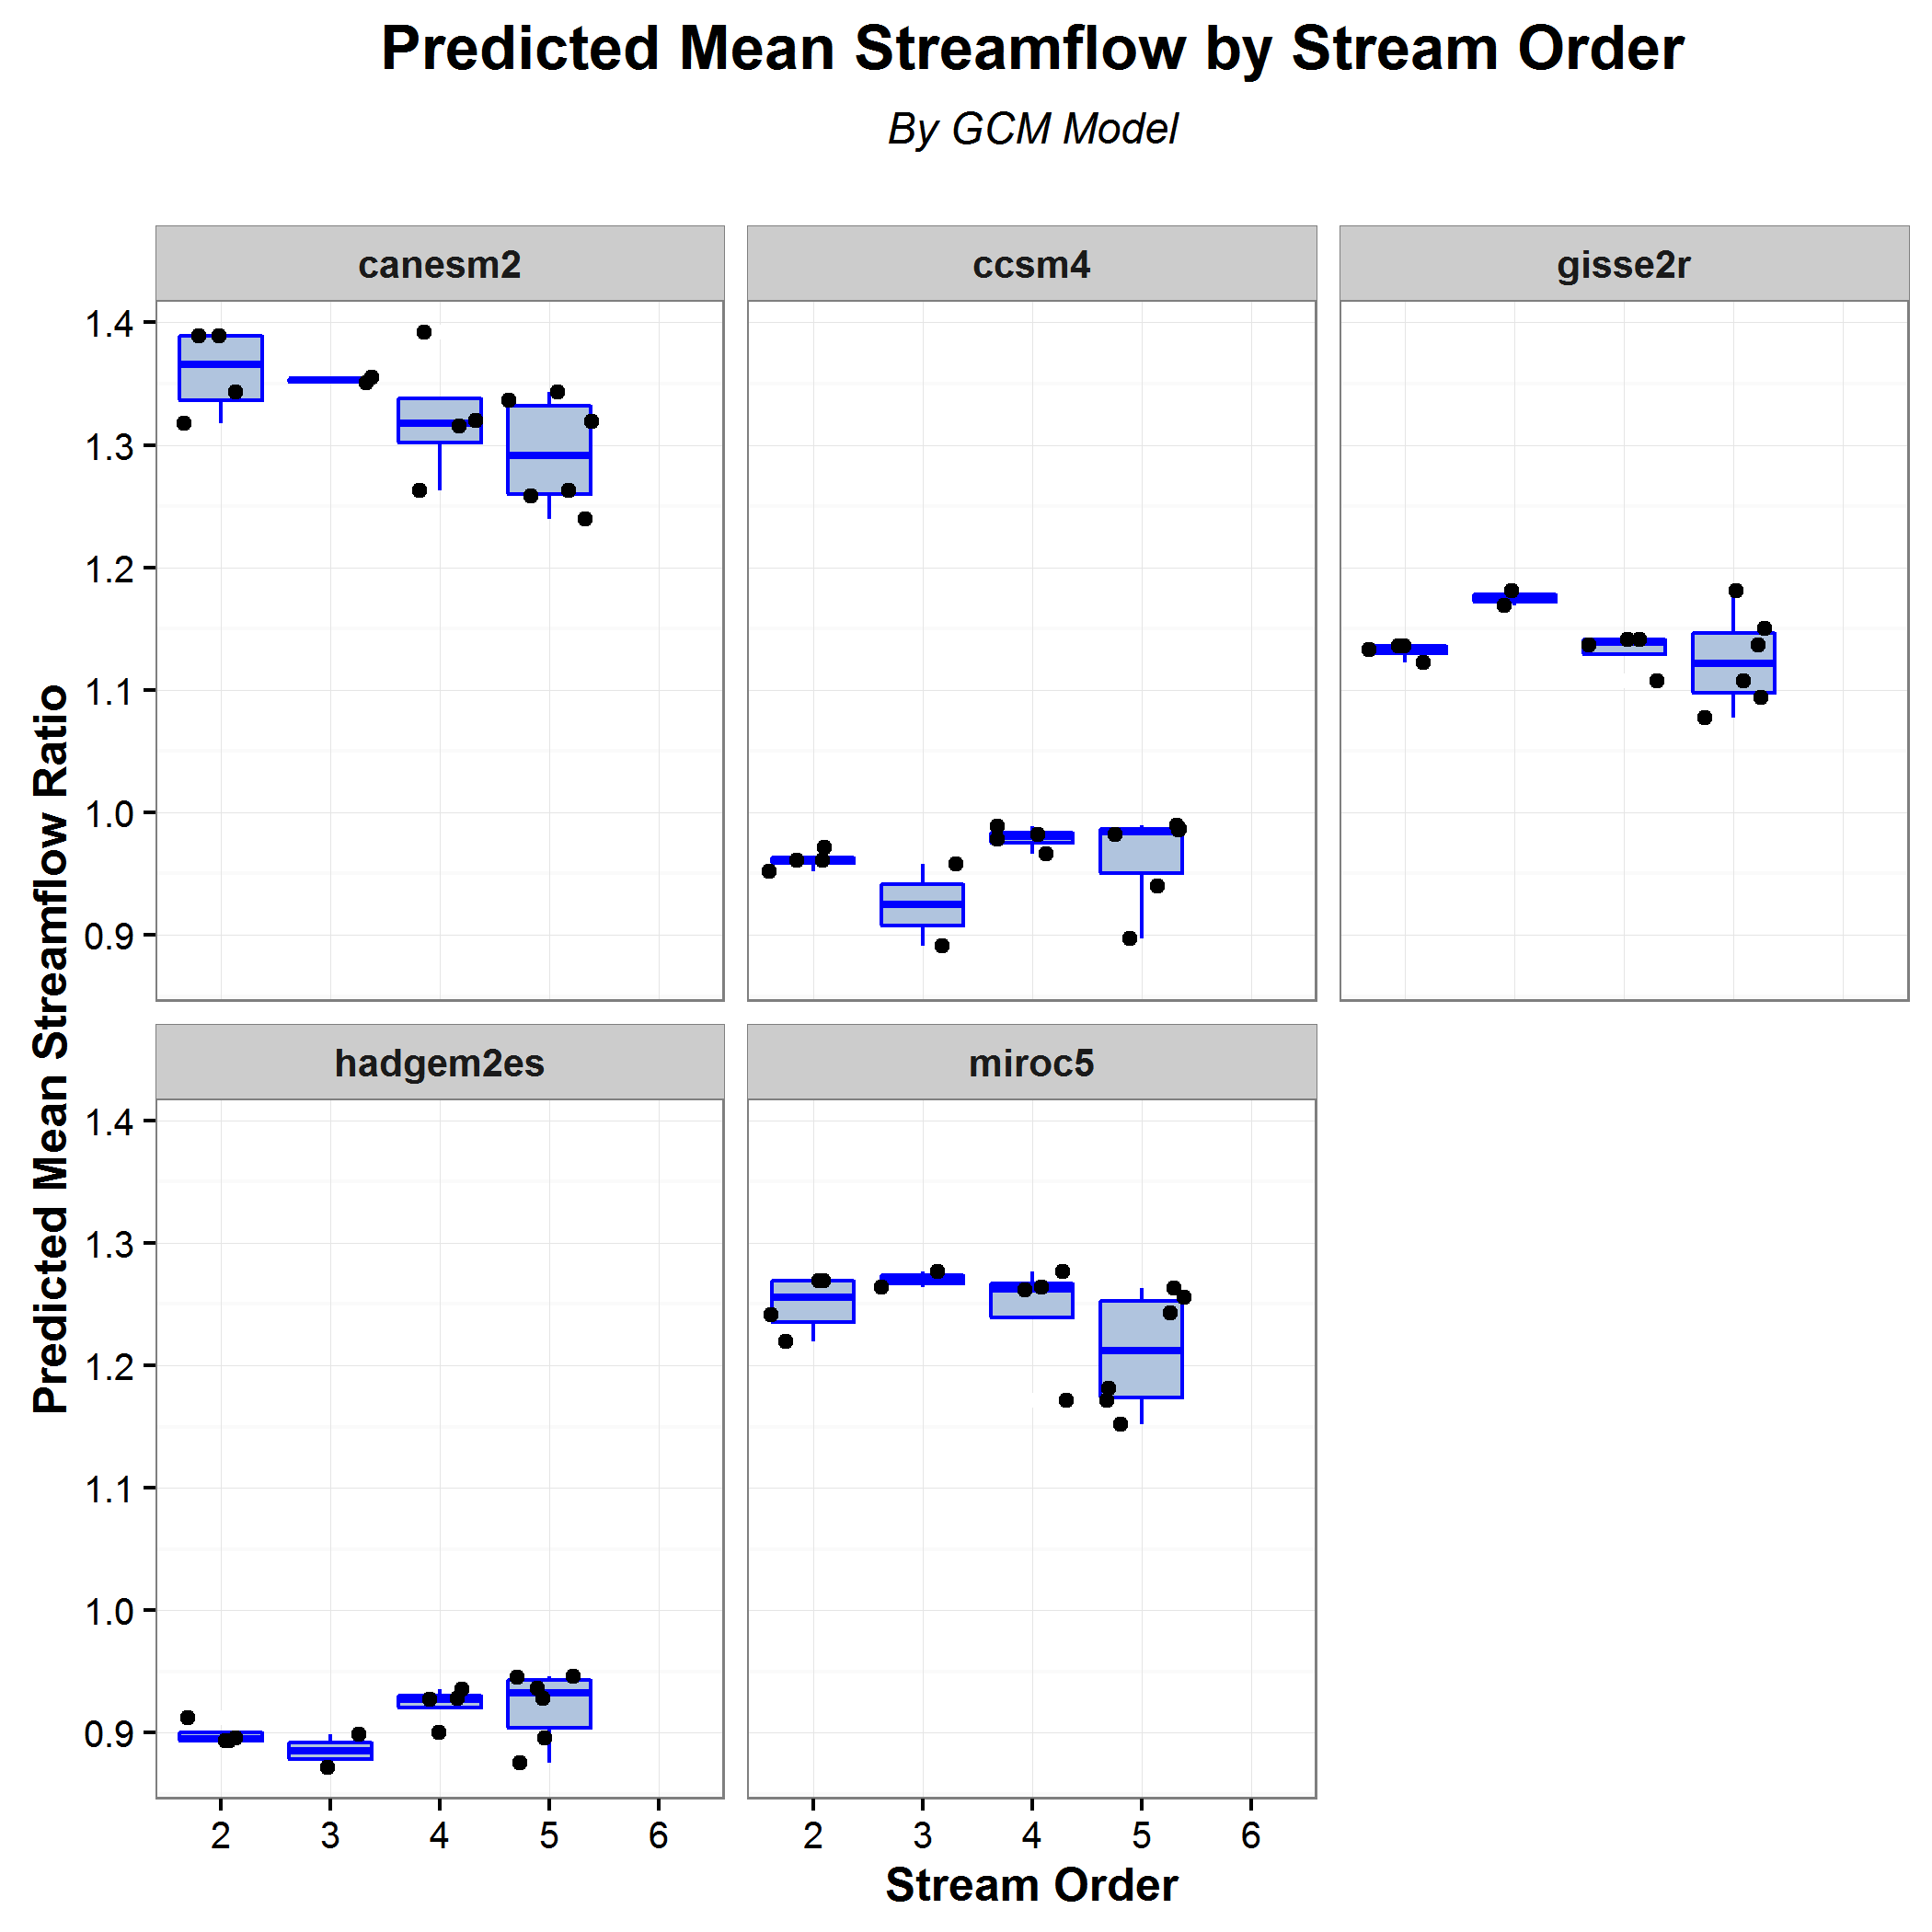 Predicted Mean Streamflow by Stream Order
By GCM Model
canesm2
ccsm4
gisse2r
1.4
1.3
1.2
1.1
1.0
0.9
Predicted Mean Streamflow Ratio
hadgem2es
miroc5
1.4
1.3
1.2
1.1
1.0
0.9
2 3 4 5 6
2 3 4 5 6
Stream Order